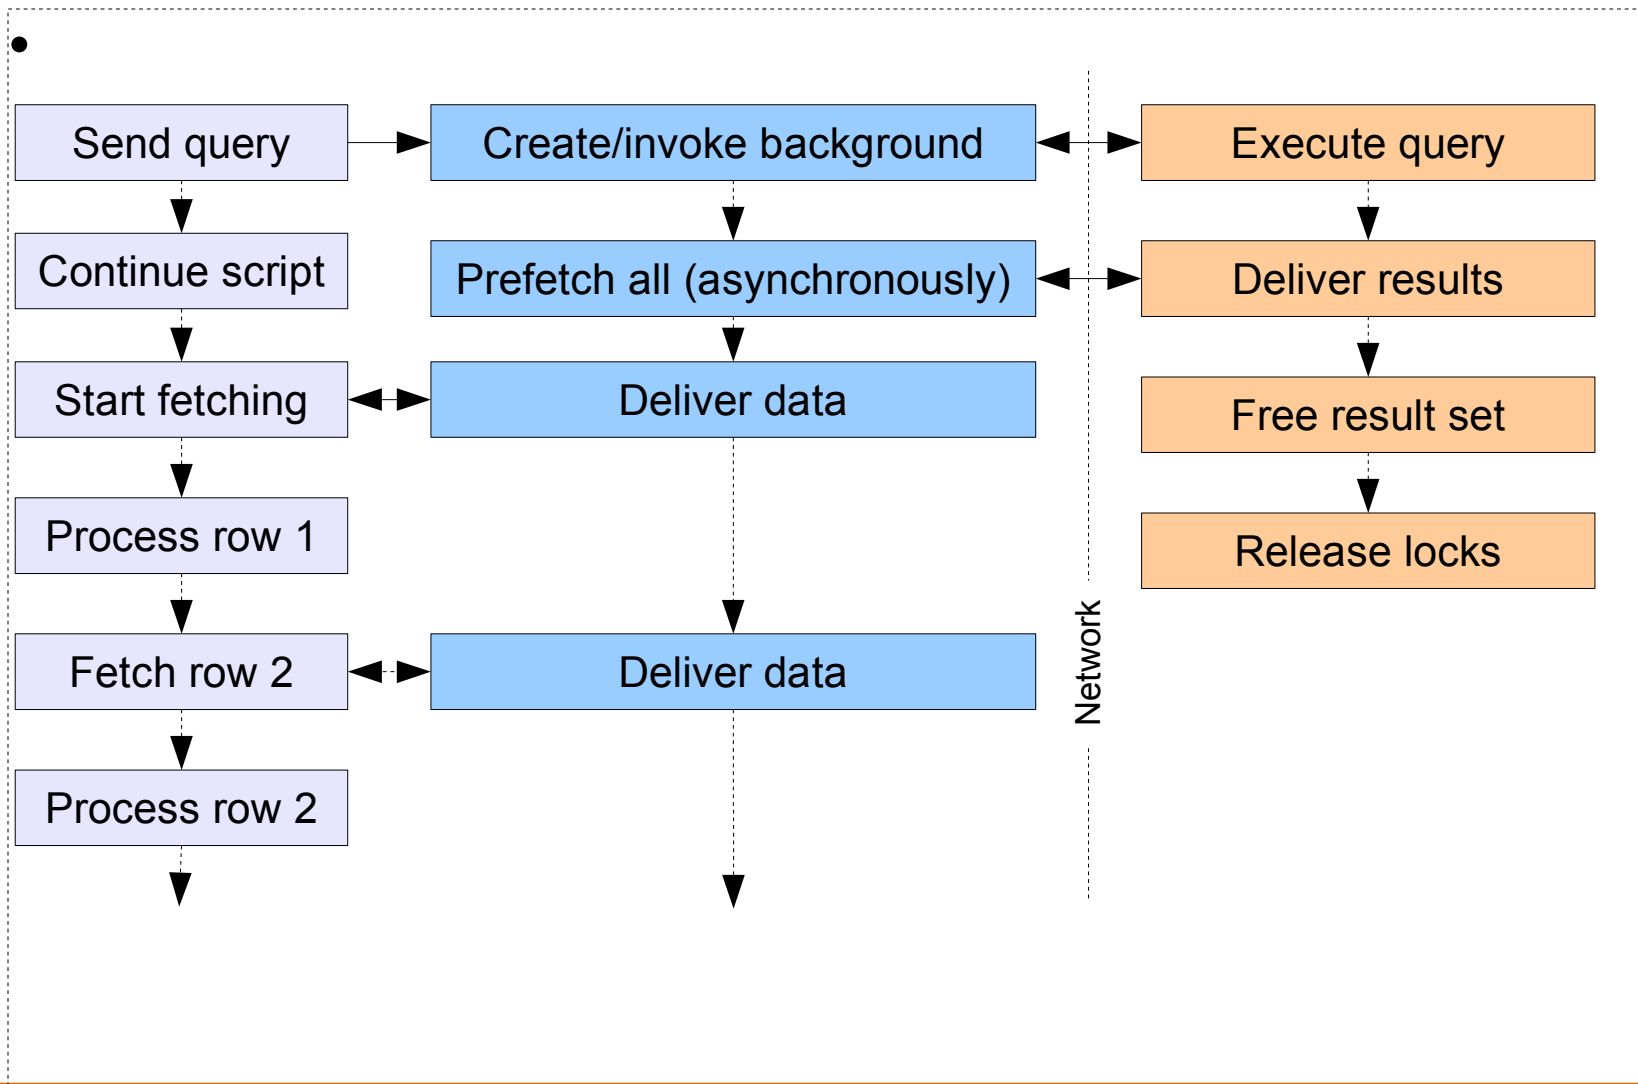 •
Send query
Create/invoke background
Execute query
Continue script
Prefetch all (asynchronously)
Deliver results
Start fetching
Deliver data
Free result set
Process row 1
Release locks
Fetch row 2
Deliver data
Network
Process row 2